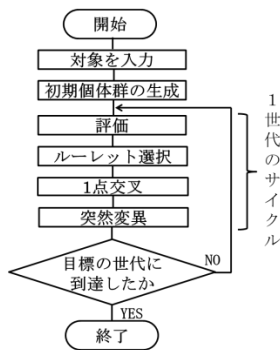 開始
対象を入力
初期個体群の生成
評価
ルーレット選択
1点交叉
突然変異
目標の世代に
到達したか
NO
YES
終了
1世代のサイクル